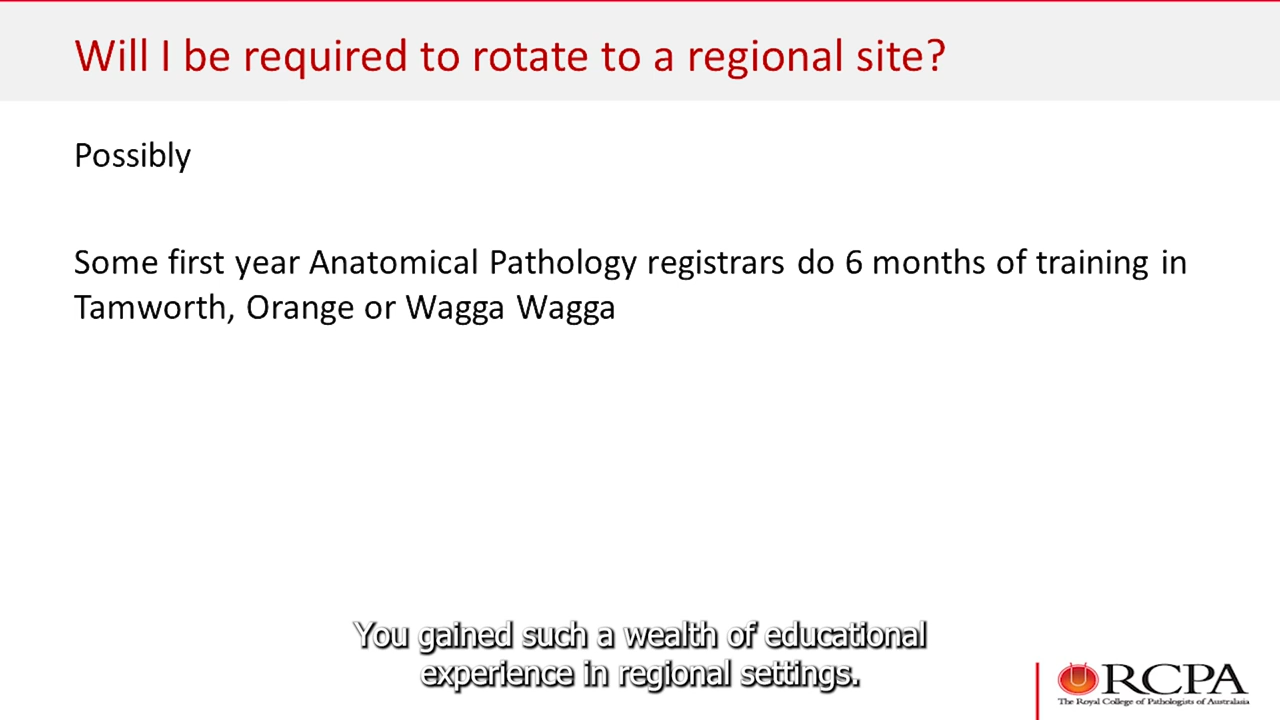 Will I be required to rotate to a regional site?
Possibly
Some first year Anatomical Pathology registrars do 6 months of training in
Tamworth, Orange or Wagga Wagga
You gained such a wealth of educational
experience in regional settings.
RCPA
The Royal College of Pathologists of Australasia